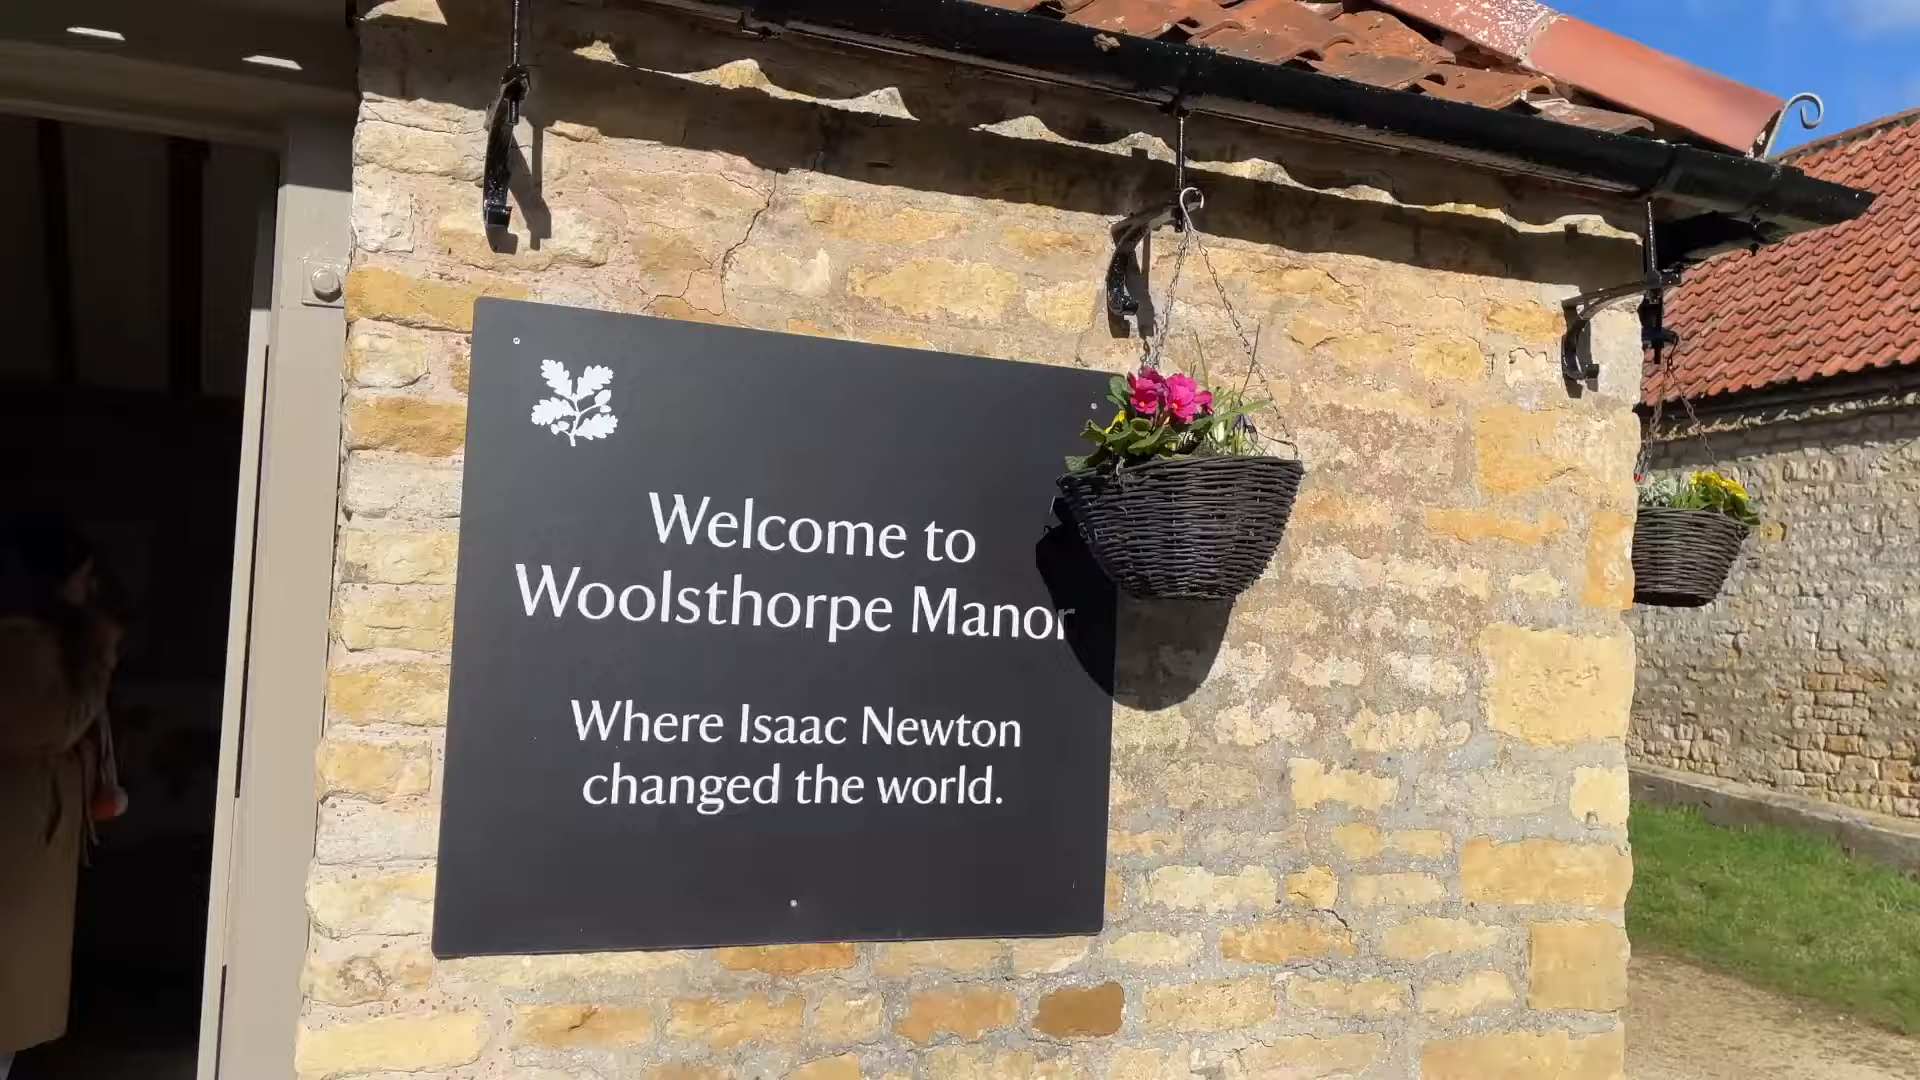 Welcome to
Woolsthorpe Manor
Where Isaac Newton
changed the world.